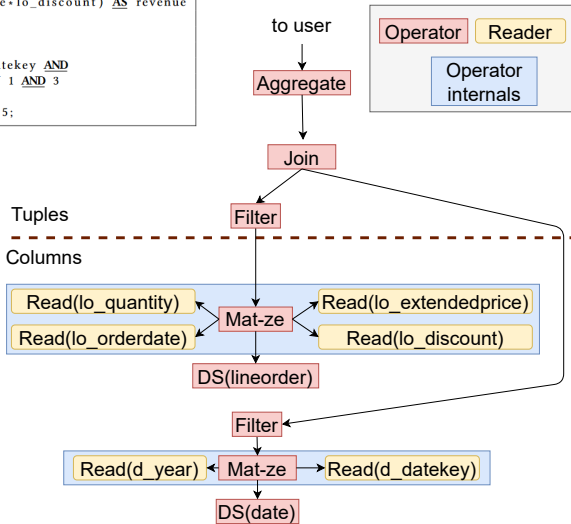 e*lo_discount) AS revenue
tekey AND
1 AND 3
5;
to user
Operator
Reader
Operator
internals
Aggregate
Join
Filter
Tuples
Columns
Read(lo_quantity)
Read(lo_extendedprice)
Mat-ze
Read(lo_orderdate)
Read(lo_discount)
DS(lineorder)
Filter
Read(d_year)
Mat-ze
Read(d_datekey)
DS(date)